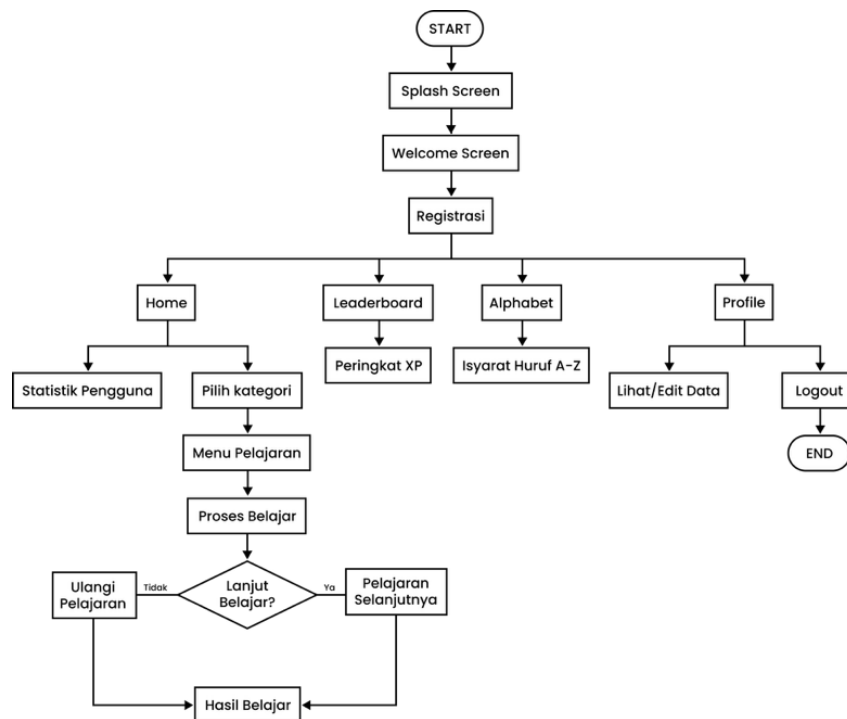 START
Splash Screen
Welcome Screen
Registrasi
Home
Leaderboard
Alphabet
Profile
Statistik Pengguna
Pilih kategori
Peringkat XP
Isyarat Huruf A-Z
Lihat/Edit Data
Logout
Menu Pelajaran
END
Proses Belajar
Ulangi
Pelajaran
Tidak
Lanjut
Belajar?
Ya
Pelajaran
Selanjutnya
Hasil Belajar